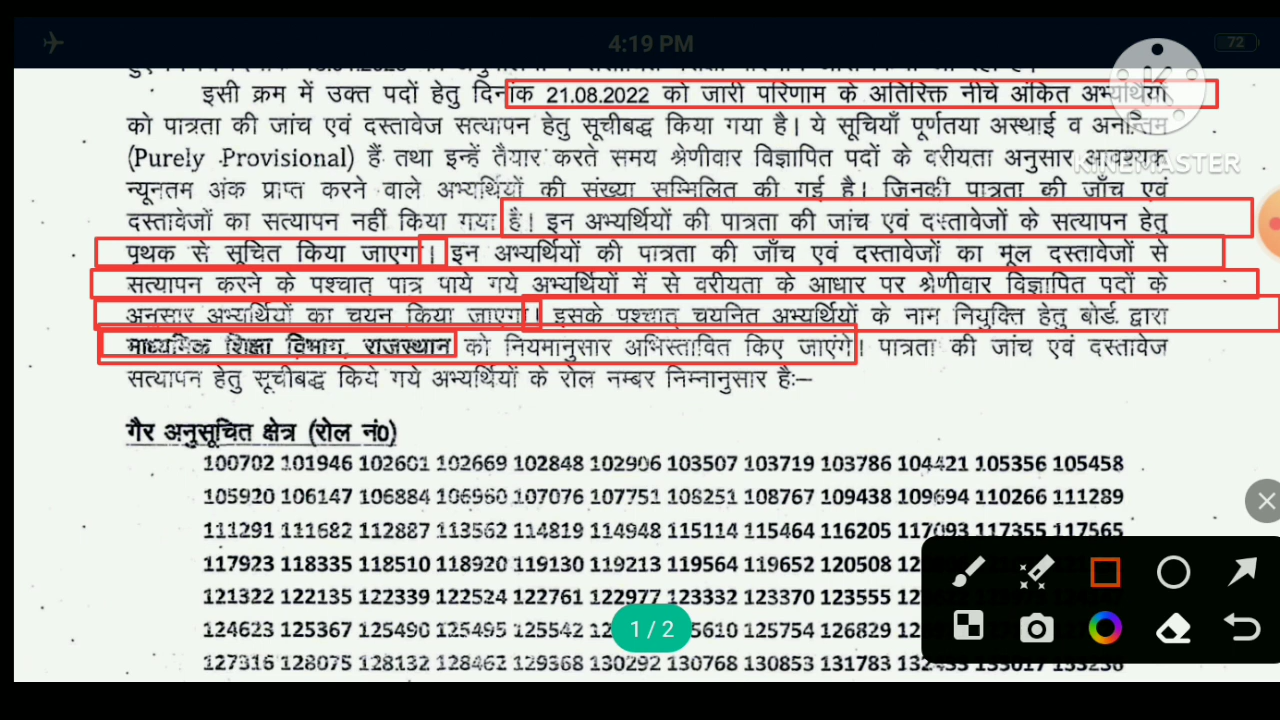 4:19 PM
72
इसी क्रम में उक्त पदों हेतु दिनांक 21.08.2022 को जारी परिणाम के अतिरिक्त नीचे अंकित अभ्यर्थियों
को पात्रता की जांच एवं दस्तावेज सत्यापन हेतु सूचीबद्ध किया गया है। ये सूचियाँ पूर्णतया अस्थाई व अनन्तिम
(Purely Provisional) हैं तथा इन्हें तैयार करते समय श्रेणीवार विज्ञापित पदों के वरीयता अनुसार आवश्यक
KINEMASTER
न्यूनतम अंक प्राप्त करने वाले अभ्यर्थियों की संख्या सम्मिलित की गई है। जिनकी पात्रता की जाँच एवं
दस्तावेजों का सत्यापन नहीं किया गया है। इन अभ्यर्थियों की पात्रता की जांच एवं दस्तावेजों के सत्यापन हेतु
पृथक से सूचित किया जाएगा। इन अभ्यर्थियों की पात्रता की जाँच एवं दस्तावेजों का मूल दस्तावेजों से
सत्यापन करने के पश्चात् पात्र पाये गये अभ्यर्थियों में से वरीयता के आधार पर श्रेणीवार विज्ञापित पदों के
अनुसार अभ्यर्थियों का चयन किया जाएगा। इसके पश्चात् चयनित अभ्यर्थियों के नाम नियुक्ति हेतु बोर्ड द्वारा
माध्यमिक शिक्षा विभाग, राजस्थान को नियमानुसार अभिस्तावित किए जाएंगे। पात्रता की जांच एवं दस्तावेज
सत्यापन हेतु सूचीबद्ध किये गये अभ्यर्थियों के रोल नम्बर निम्नानुसार है:–
गैर अनुसूचित क्षेत्र (रोल नं0)
100702 101946 102601 102669 102848 102906 103507 103719 103786 104421 105356 105458
105920 106147 106884 106960 107076 107751 108251 108767 109438 109694 110266 111289
111291 111682 112887 113562 114819 114948 115114 115464 116205 117093 117355 117565
117923 118335 118510 118920 119130 119213 119564 119652 120508
121322 122135 122339 122524 122761 122977 123332 123370 123555
124623 125367 125490 125495 125542 125754 126829
127316 128075 128132 128462 129368 130292 130768 130853 131783
1 / 2